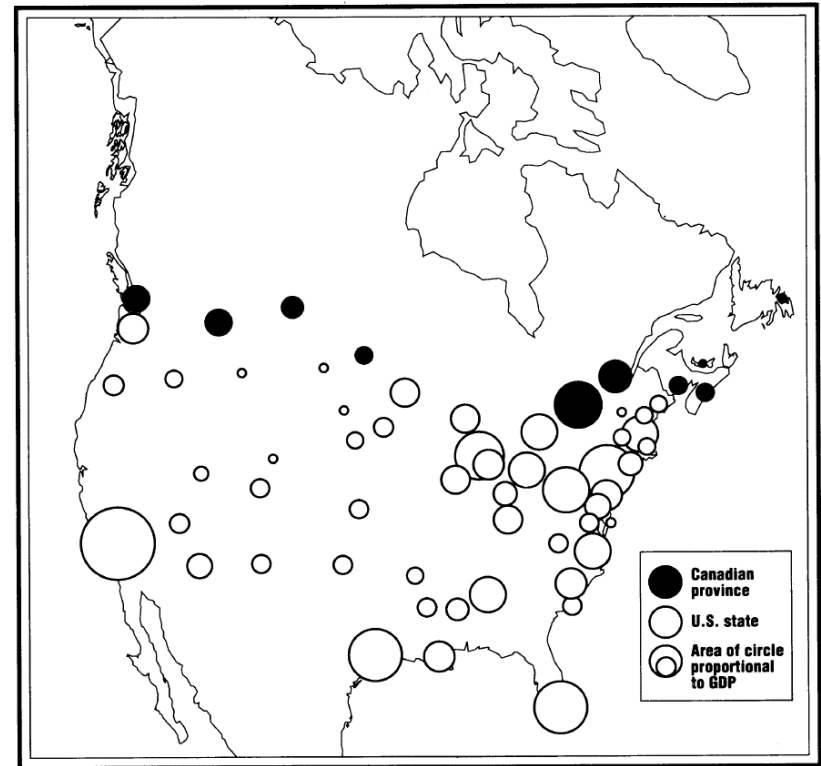 Canadian
province
U.S. state
Area of circle
proportional
to GDP